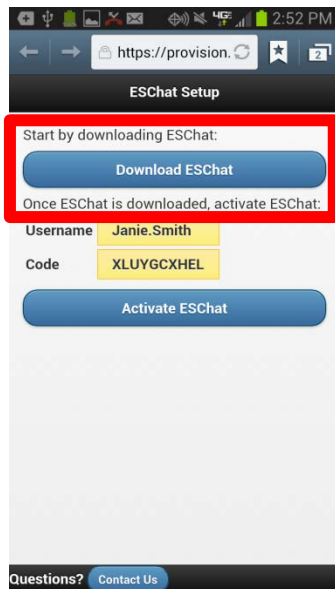 4G 2:52 PM
https://provision. 2
ESChat Setup
Start by downloading ESChat:
Download ESChat
Once ESChat is downloaded, activate ESChat:
Username Janie.Smith
Code XLUYGCXHEL
Activate ESChat
Questions? Contact Us